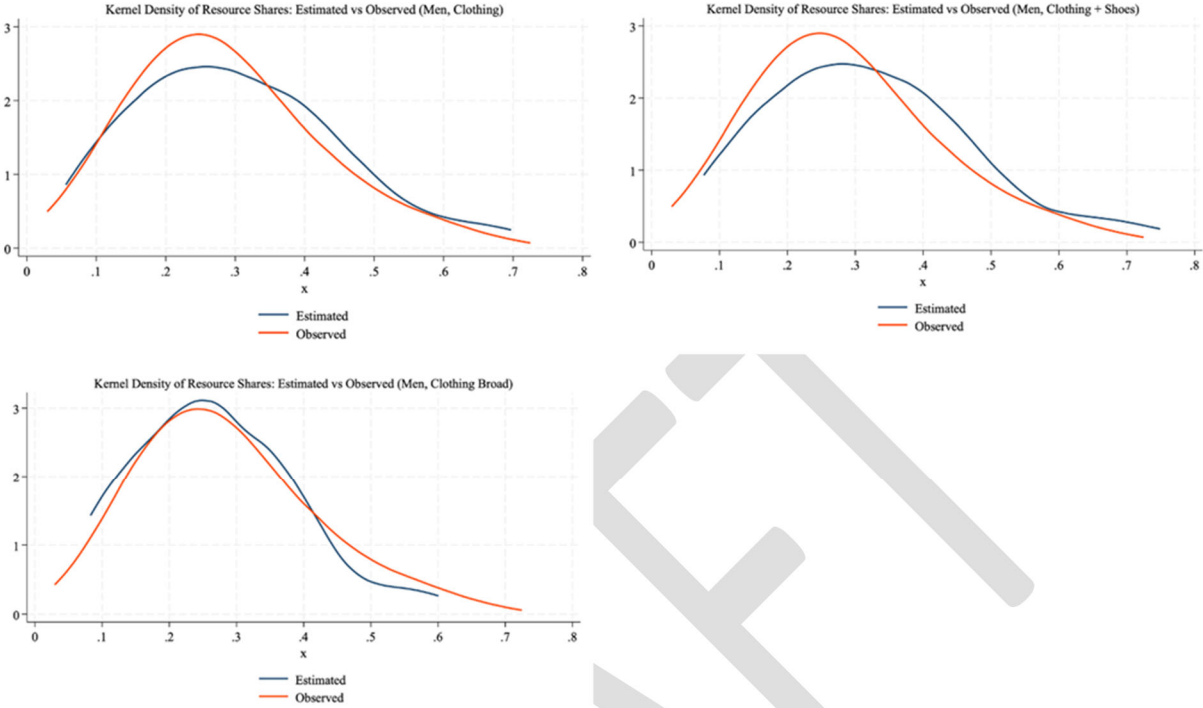 Kernel Density of Resource Shares: Estimated vs Observed (Men, Clothing)
3
2
1
0
0 .1 .2 .3 .4 .5 .6 .7 .8
x
Estimated
Observed
Kernel Density of Resource Shares: Estimated vs Observed (Men, Clothing + Shoes)
3
2
1
0
0 .1 .2 .3 .4 .5 .6 .7 .8
x
Estimated
Observed
Kernel Density of Resource Shares: Estimated vs Observed (Men, Clothing Broad)
3
2
1
0
0 .1 .2 .3 .4 .5 .6 .7 .8
x
Estimated
Observed